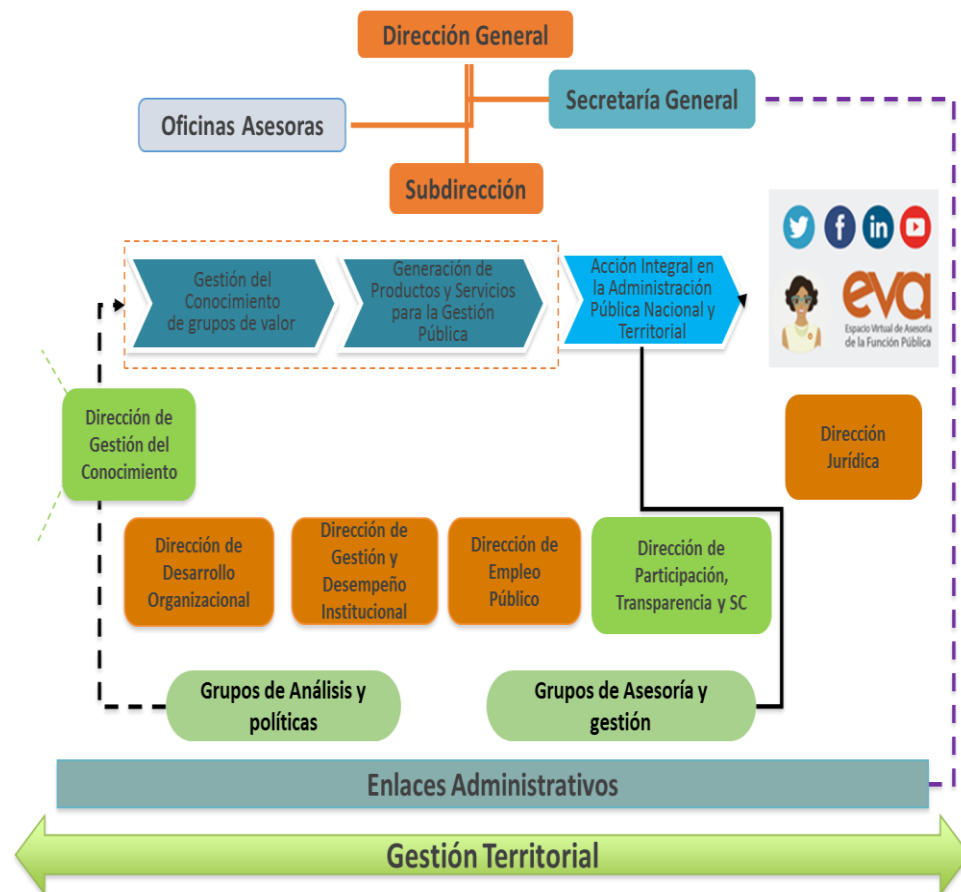 Dirección General
Secretaría General
Oficinas Asesoras
Subdirección
Gestión del
Conocimiento
de grupos de valor
Generación de
Productos y Servicios
para la Gestión
Pública
Acción Integral en
la Administración
Pública Nacional y
Territorial
eva
Espacio Virtual de Asesoría
de la Función Pública
Dirección de
Gestión del
Conocimiento
Dirección
Jurídica
Dirección de
Desarrollo
Organizacional
Dirección de
Gestión y
Desempeño
Institucional
Dirección de
Empleo
Público
Dirección de
Participación,
Transparencia y SC
Grupos de Análisis y
políticas
Grupos de Asesoría y
gestión
Enlaces Administrativos
Gestión Territorial